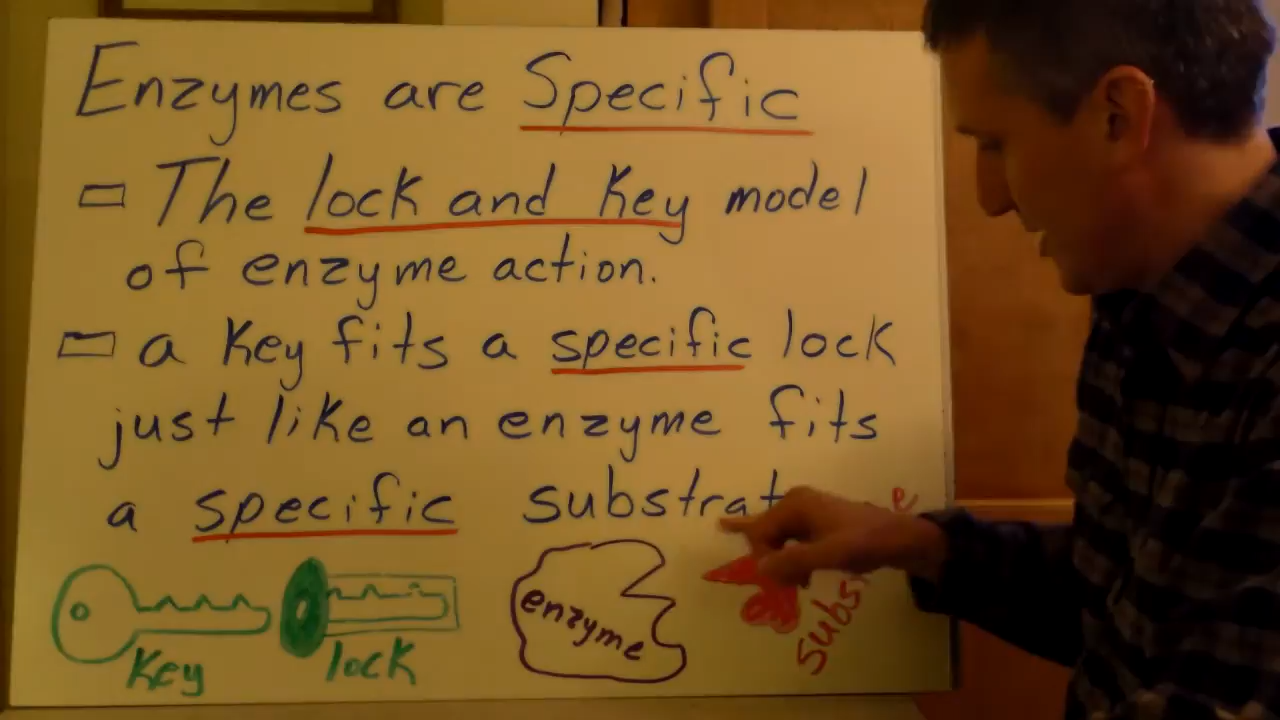 Enzymes are Specific
The lock and key model
of enzyme action.
a key fits a specific lock
just like an enzyme fits
a specific substrat
key
lock
enzyme